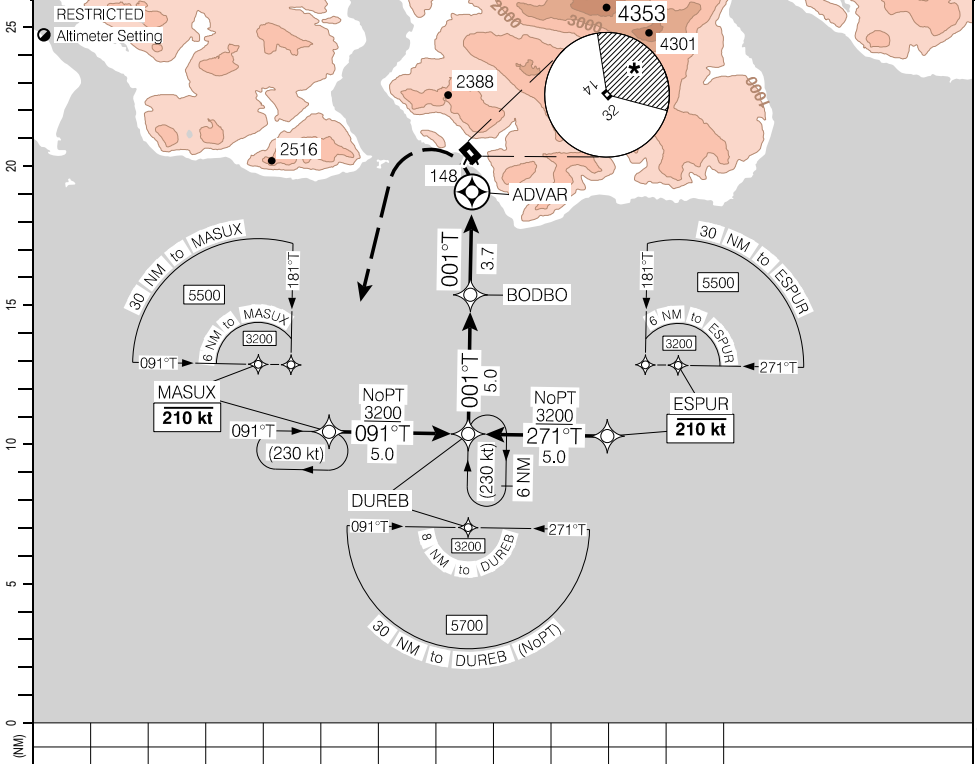 25
RESTRICTED
Altimeter Setting
2000
3000
4353
4301
1000
2388
*
14
32
2516
20
148
ADVAR
30 NM to MASUX
5500
181°T
6 NM to MASUX
3200
091°T
001°T
3.7
BODBO
30 NM to ESPUR
5500
181°T
6 NM to ESPUR
3200
271°T
15
MASUX
210 kt
001°T
5.0
ESPUR
210 kt
NoPT
3200
091°T
5.0
NoPT
3200
271°T
5.0
091°T
(230 kt)
(230 kt)
6 NM
10
DUREB
091°T
271°T
3200
8 NM to DUREB
5700
30 NM to DUREB (NoPT)
5
0
(NM)